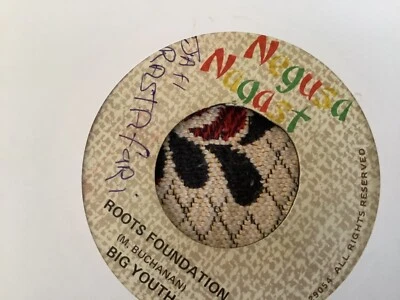 Negusa
Nagast
JAH
RASTAFARI
ROOTS FOUNDATION
(M. BUCHANAN)
BIG YOUTH
ALL RIGHTS RESERVED